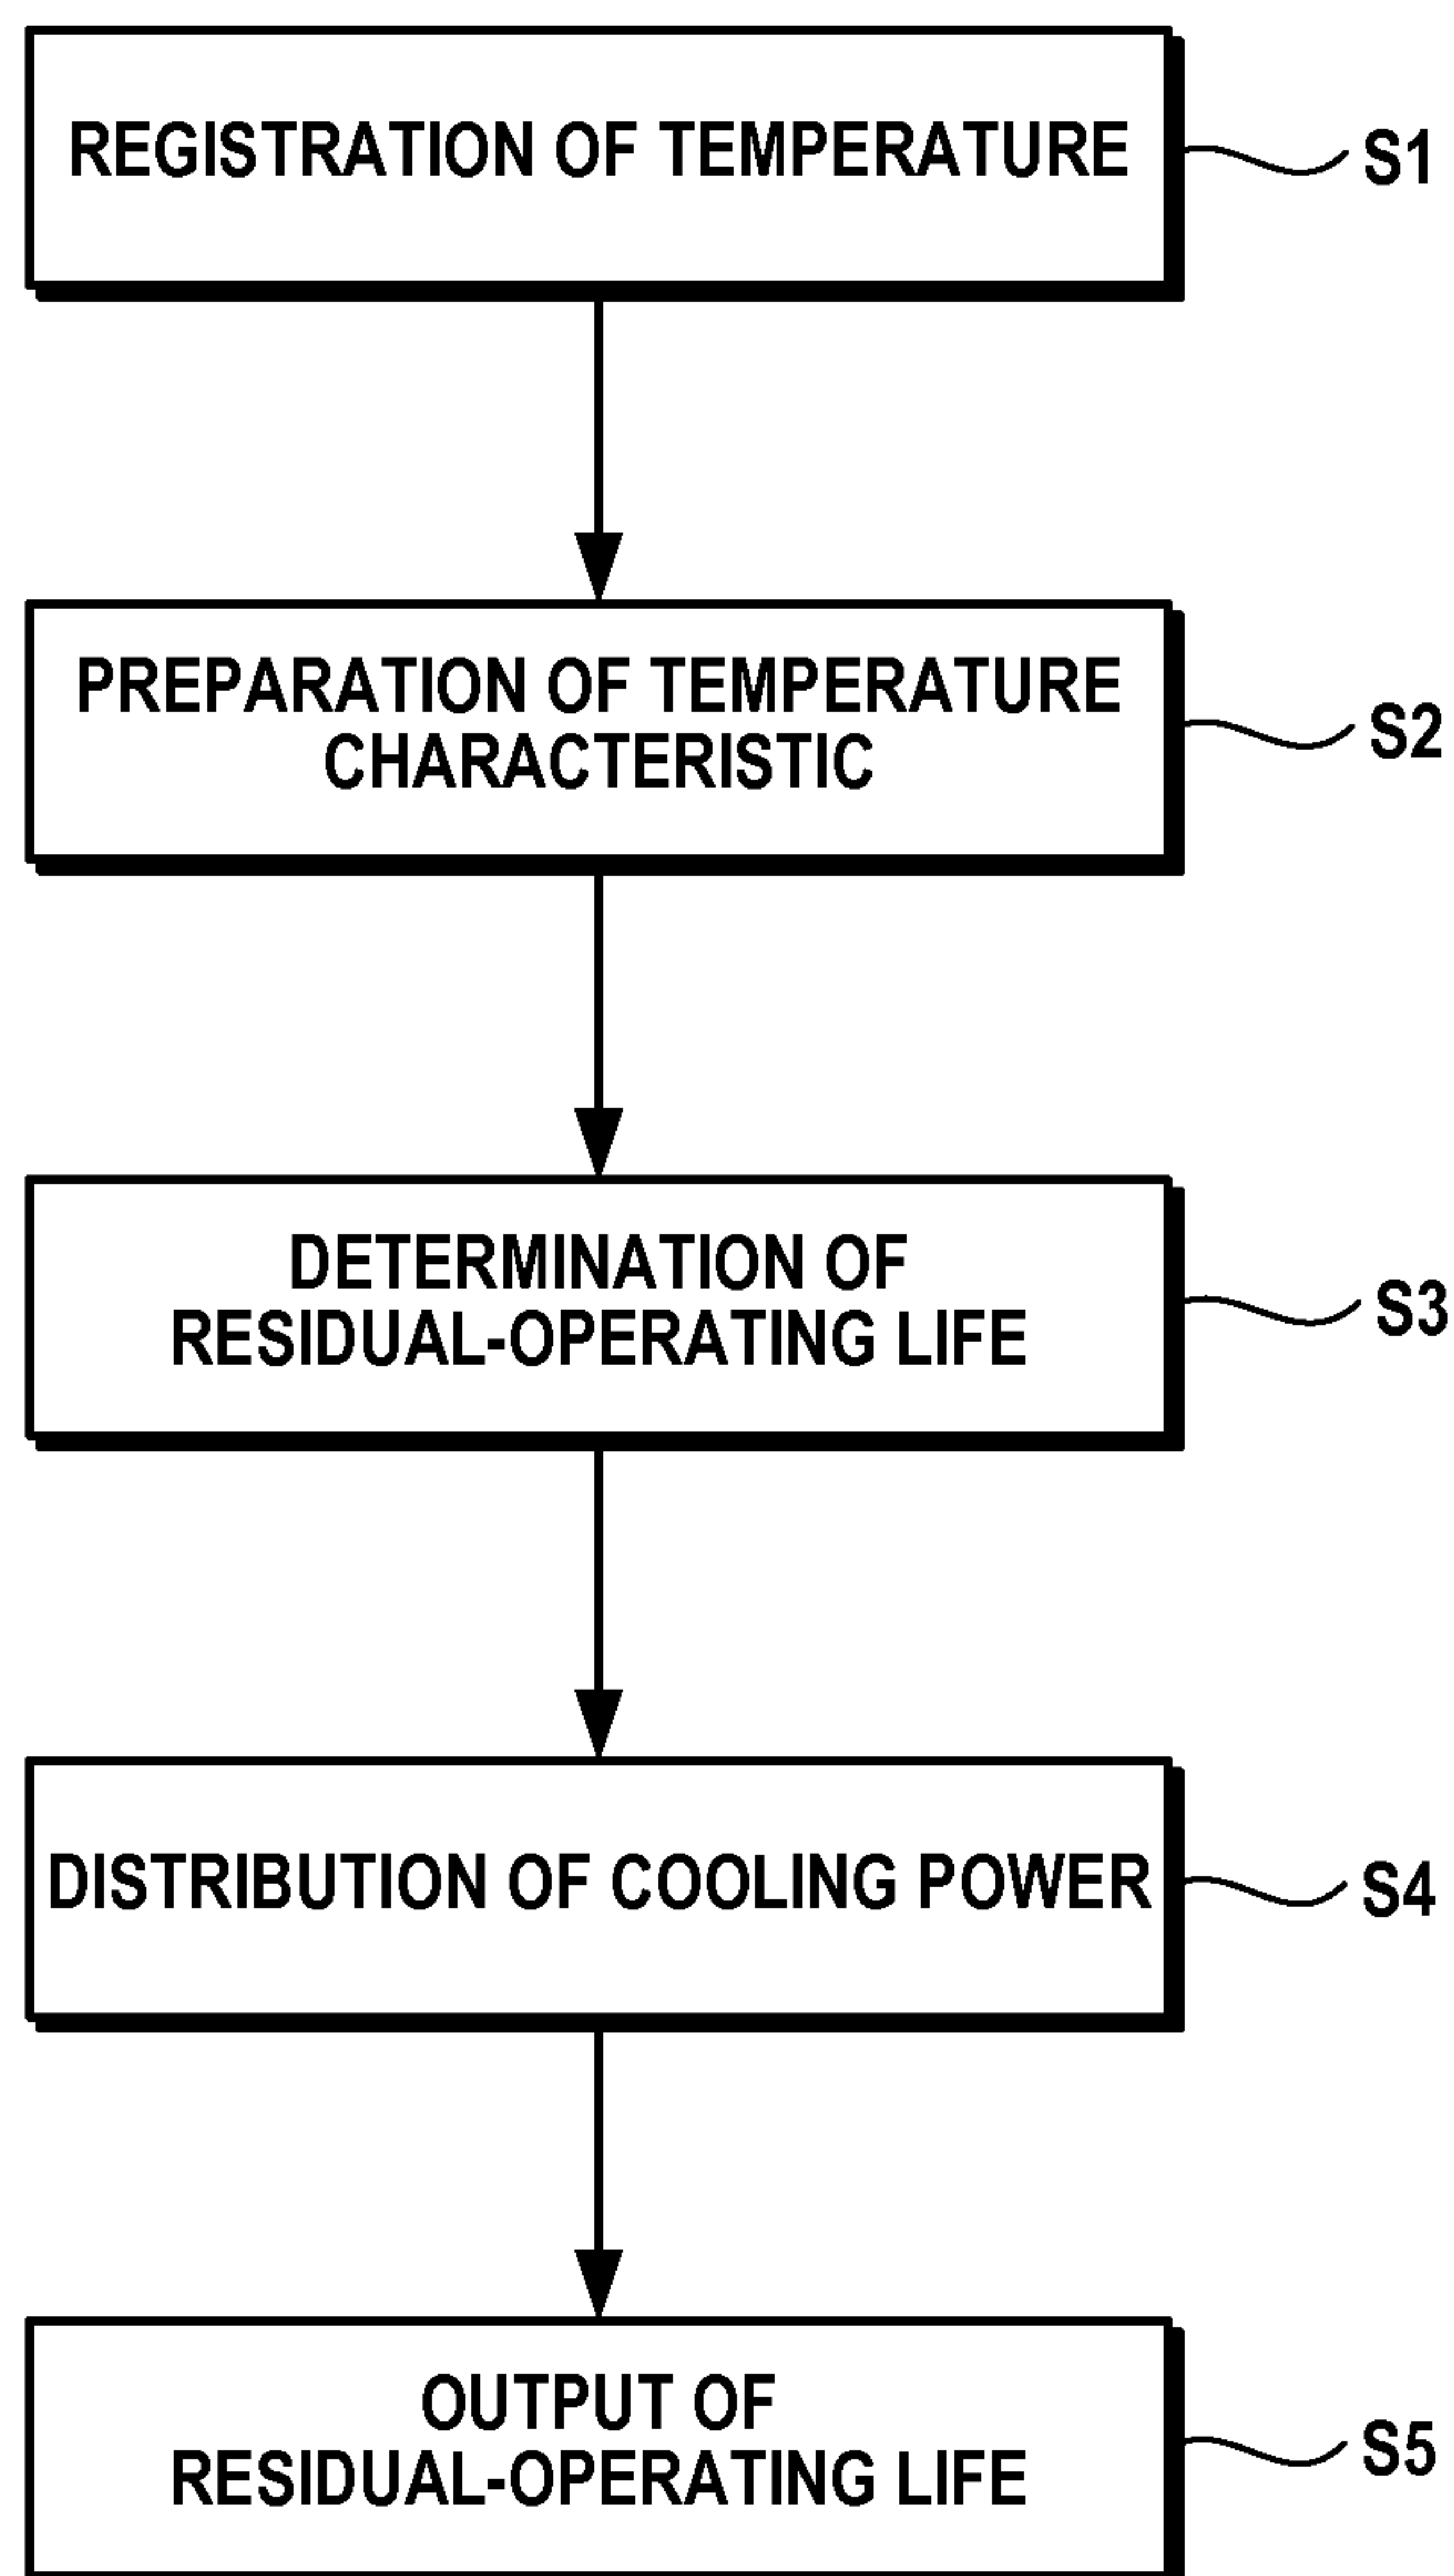 REGISTRATION OF TEMPERATURE
S1
PREPARATION OF TEMPERATURE
CHARACTERISTIC
S2
DETERMINATION OF
RESIDUAL-OPERATING LIFE
S3
DISTRIBUTION OF COOLING POWER
S4
OUTPUT OF
RESIDUAL-OPERATING LIFE
S5